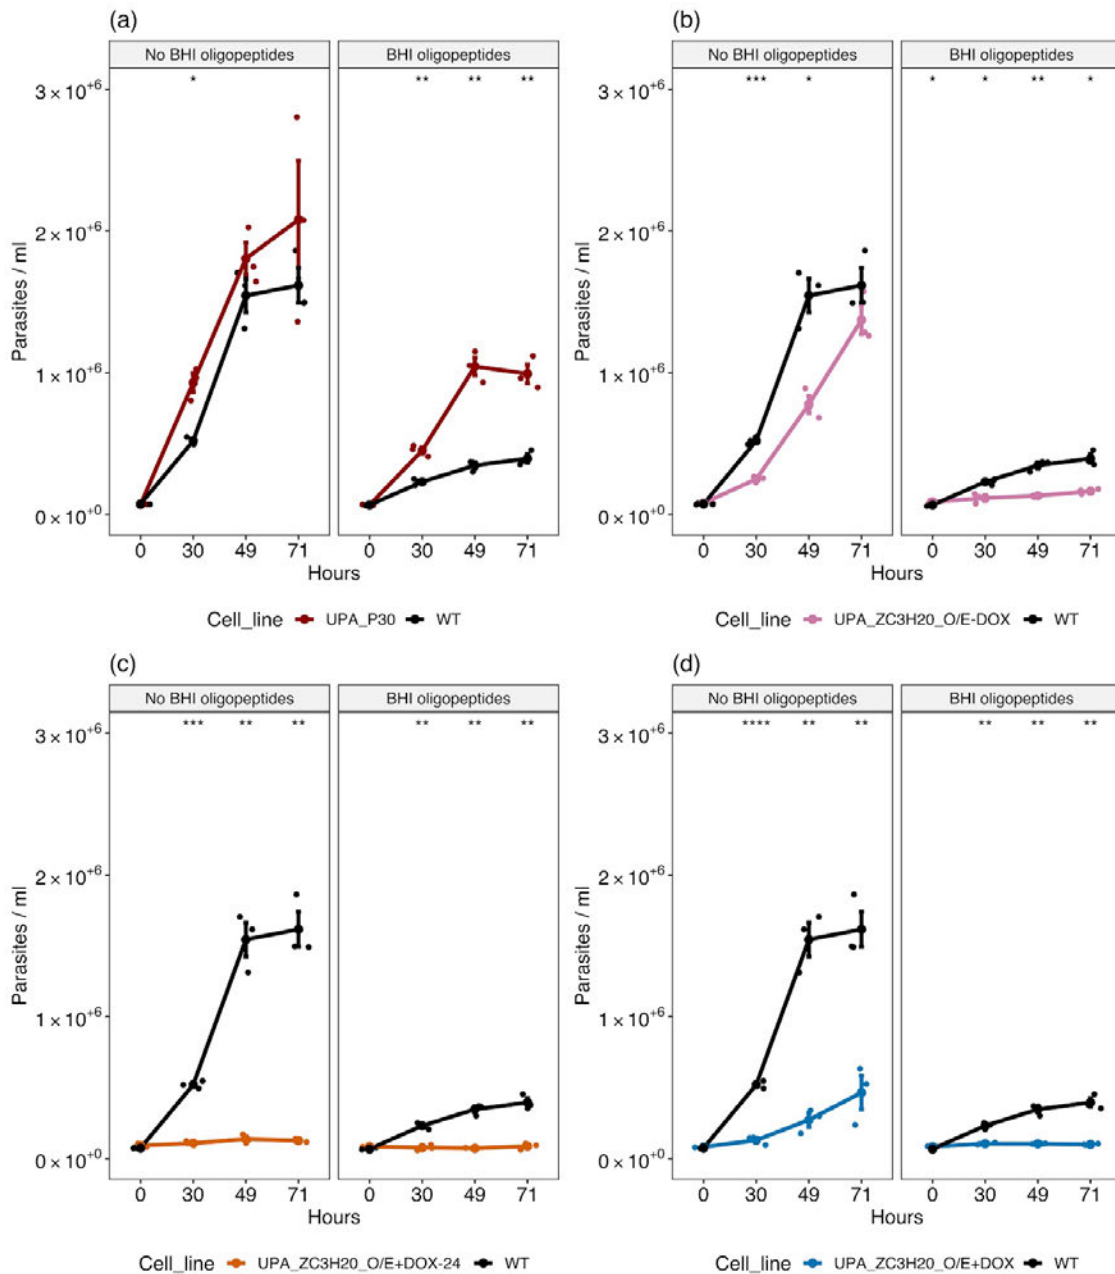 (a)
No BHI oligopeptides
BHI oligopeptides
*
** ** **
3 × 10⁺⁶
2 × 10⁺⁶
1 × 10⁺⁶
0 × 10⁺⁰
Parasites / ml
0 30 49 71
0 30 49 71
Hours
Cell_line UPA_P30 WT
(b)
No BHI oligopeptides
BHI oligopeptides
*** *
* * ** *
3 × 10⁺⁶
2 × 10⁺⁶
1 × 10⁺⁶
0 × 10⁺⁰
Parasites / ml
0 30 49 71
0 30 49 71
Hours
Cell_line UPA_ZC3H20_O/E-DOX WT
(c)
No BHI oligopeptides
BHI oligopeptides
*** ** **
** ** **
3 × 10⁺⁶
2 × 10⁺⁶
1 × 10⁺⁶
0 × 10⁺⁰
Parasites / ml
0 30 49 71
0 30 49 71
Hours
Cell_line UPA_ZC3H20_O/E+DOX-24 WT
(d)
No BHI oligopeptides
BHI oligopeptides
**** ** **
** ** **
3 × 10⁺⁶
2 × 10⁺⁶
1 × 10⁺⁶
0 × 10⁺⁰
Parasites / ml
0 30 49 71
0 30 49 71
Hours
Cell_line UPA_ZC3H20_O/E+DOX WT